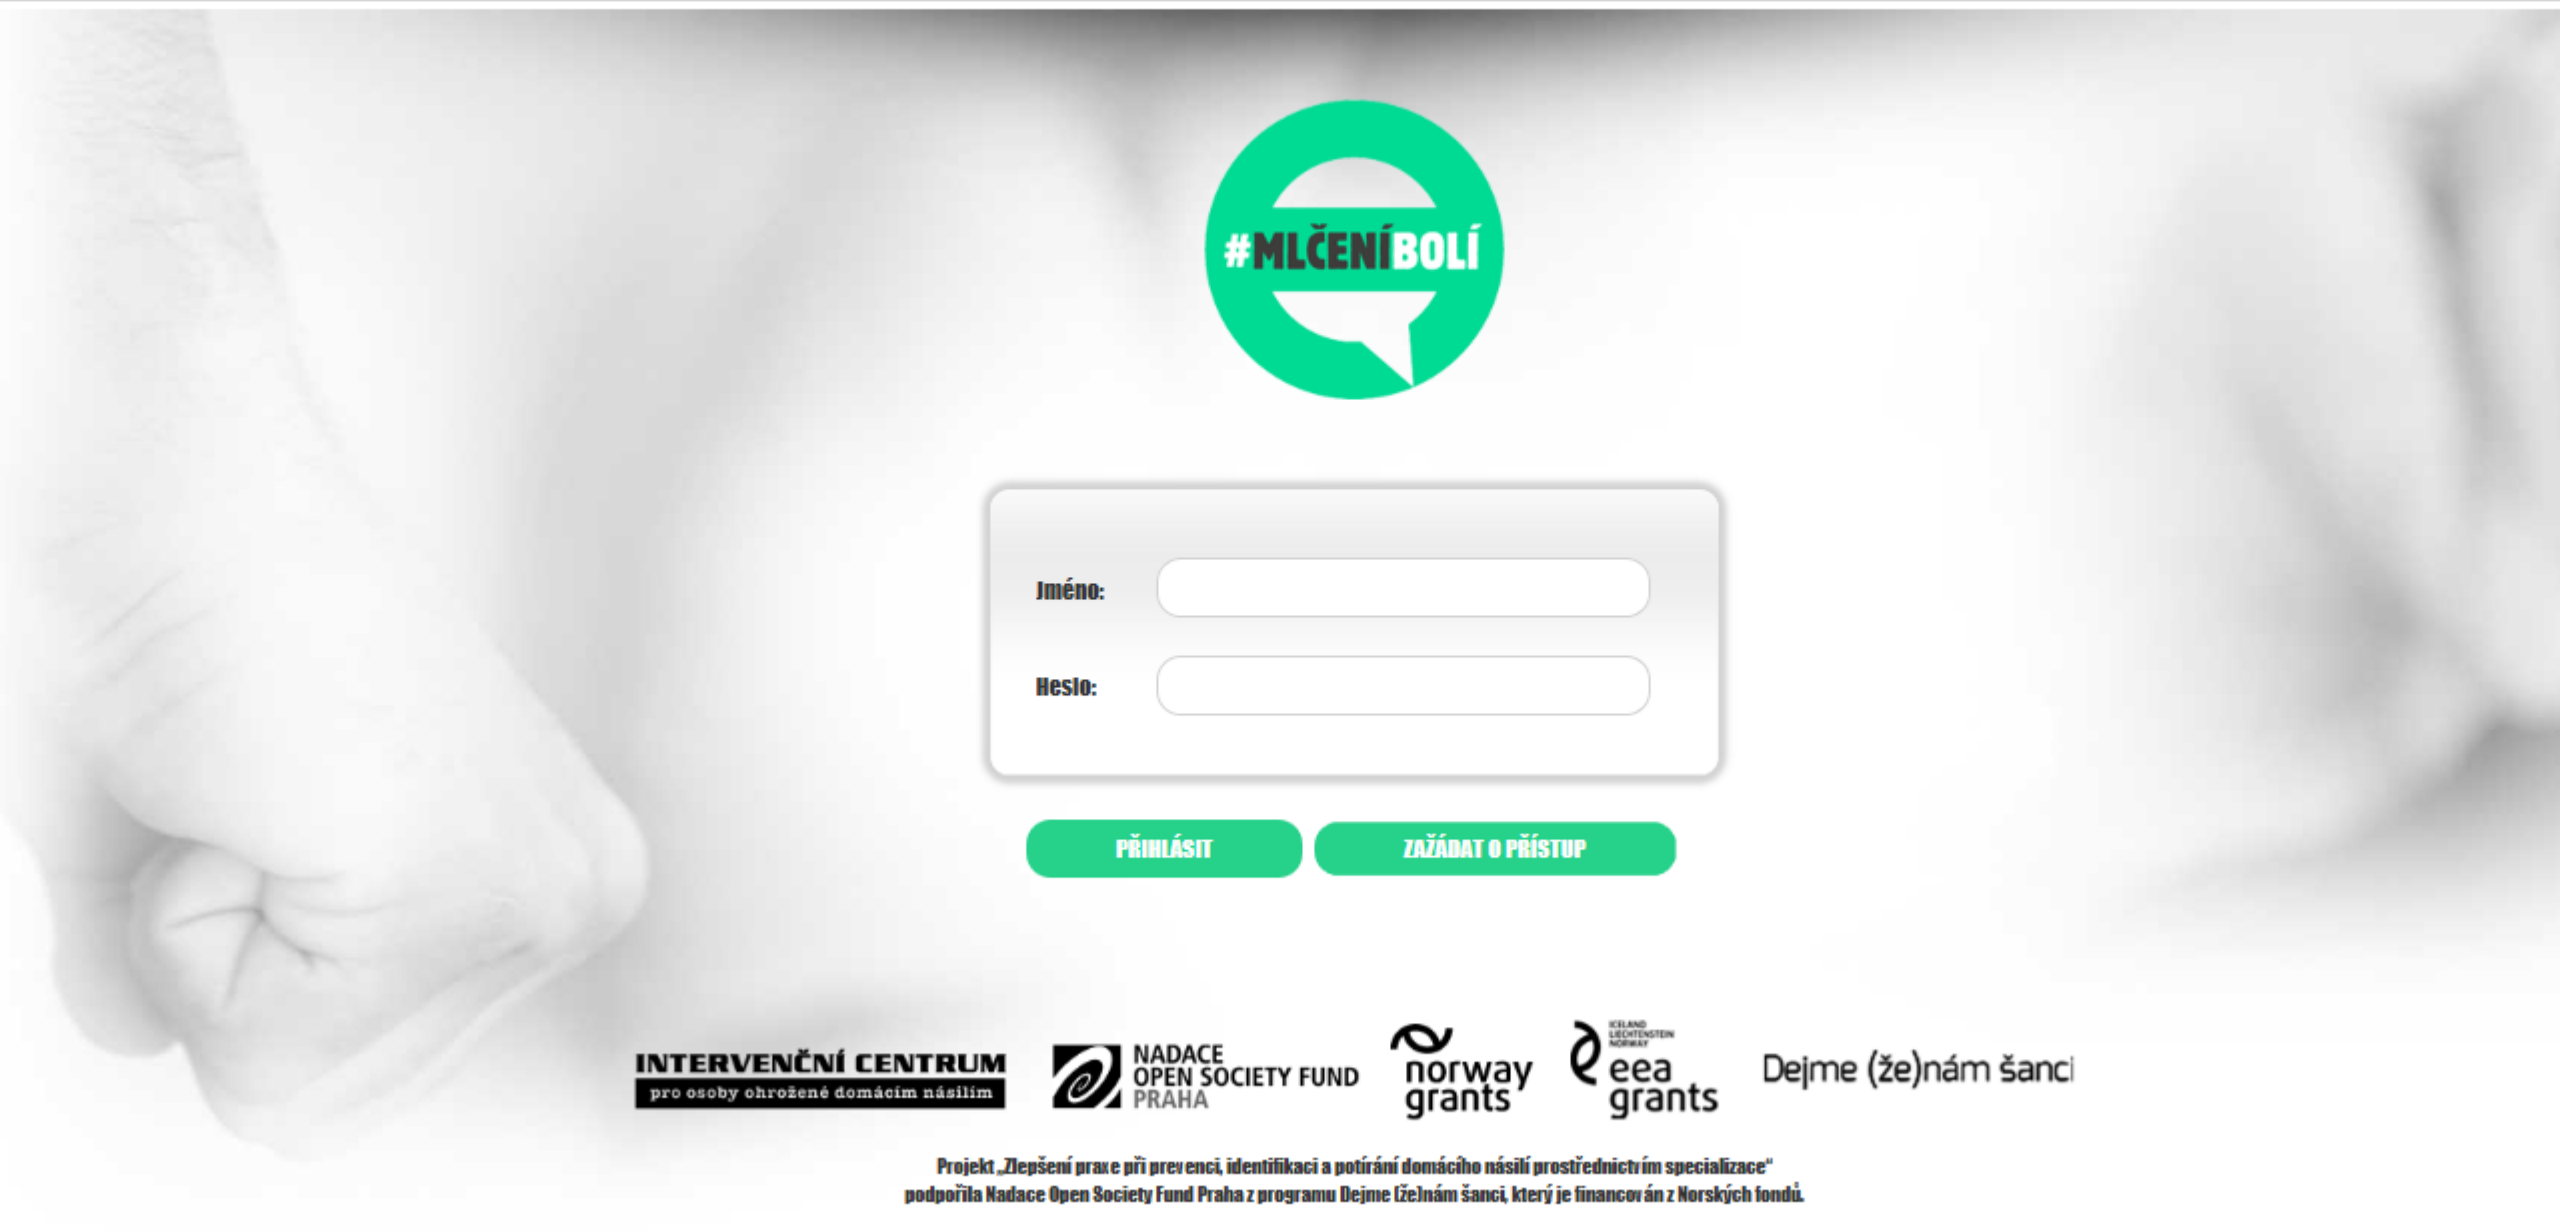 #MLČENÍBOLÍ
Jméno:
Heslo:
PŘIHLÁSIT
ZAŽÁDAT O PŘÍSTUP
INTERVENČNÍ CENTRUM
pro osoby ohrožené domácím násilím
NADACE
OPEN SOCIETY FUND
PRAHA
norway
grants
ICELAND
LIECHTENSTEIN
NORWAY
eea
grants
Dejme (že)nám šanci
Projekt „Zlepšení praxe při prevenci, identifikaci a potírání domácího násilí prostřednictvím specializace“
podpořila Nadace Open Society Fund Praha z programu Dejme (že)nám šanci, který je financován z Norských fondů.